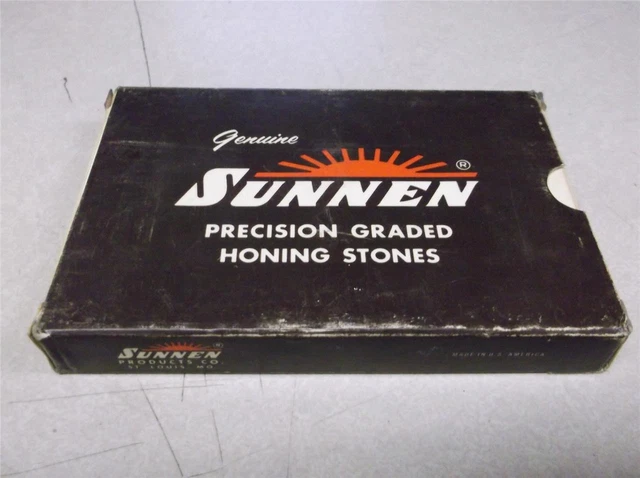 Genuine
SUNNEN®
PRECISION GRADED
HONING STONES
SUNNEN®
PRODUCTS CO.
ST. LOUIS, MO.
MADE IN U.S. AMERICA